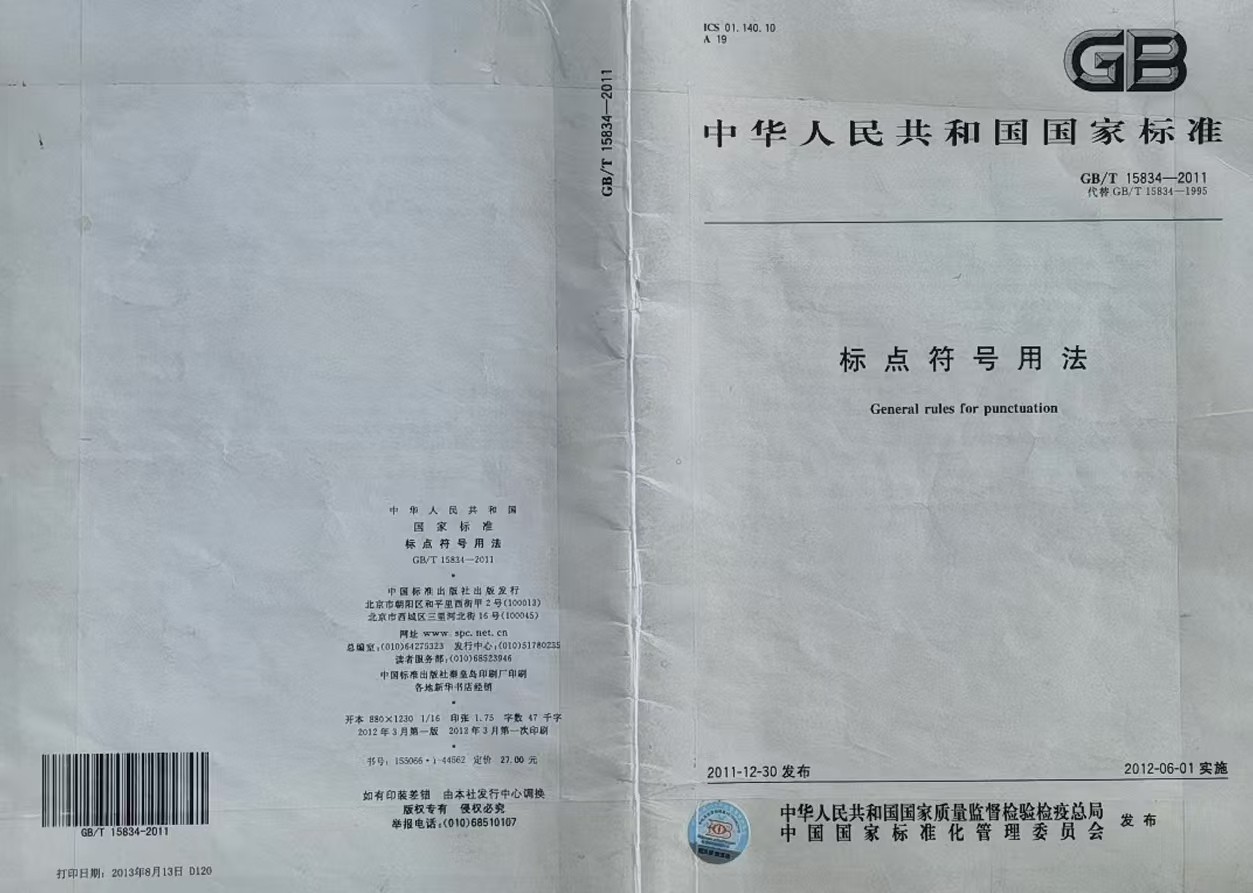 ICS 01.140.10
A 19
GB
中华人民共和国国家标准
GB/T 15834—2011
代替 GB/T 15834—1995
标点符号用法
General rules for punctuation
2011-12-30 发布
2012-06-01 实施
中华人民共和国国家质量监督检验检疫总局
中国国家标准化管理委员会
发布
GB/T 15834—2011
中华人民共和国
国家标准
标点符号用法
GB/T 15834—2011
*
中国标准出版社出版发行
北京市朝阳区和平里西街甲2号(100013)
北京市西城区三里河北街16号(100045)
网址 www.spc.net.cn
总编室:(010)64275323 发行中心:(010)51780235
读者服务部:(010)68523946
中国标准出版社秦皇岛印刷厂印刷
各地新华书店经销
*
开本 880×1230 1/16 印张 1.75 字数 47 千字
2012年3月第一版 2012年3月第一次印刷
*
书号: 155066·1-44562 定价 27.00 元
如有印装差错 由本社发行中心调换
版权专有 侵权必究
举报电话:(010)68510107
GB/T 15834-2011
打印日期: 2013年8月13日 D120